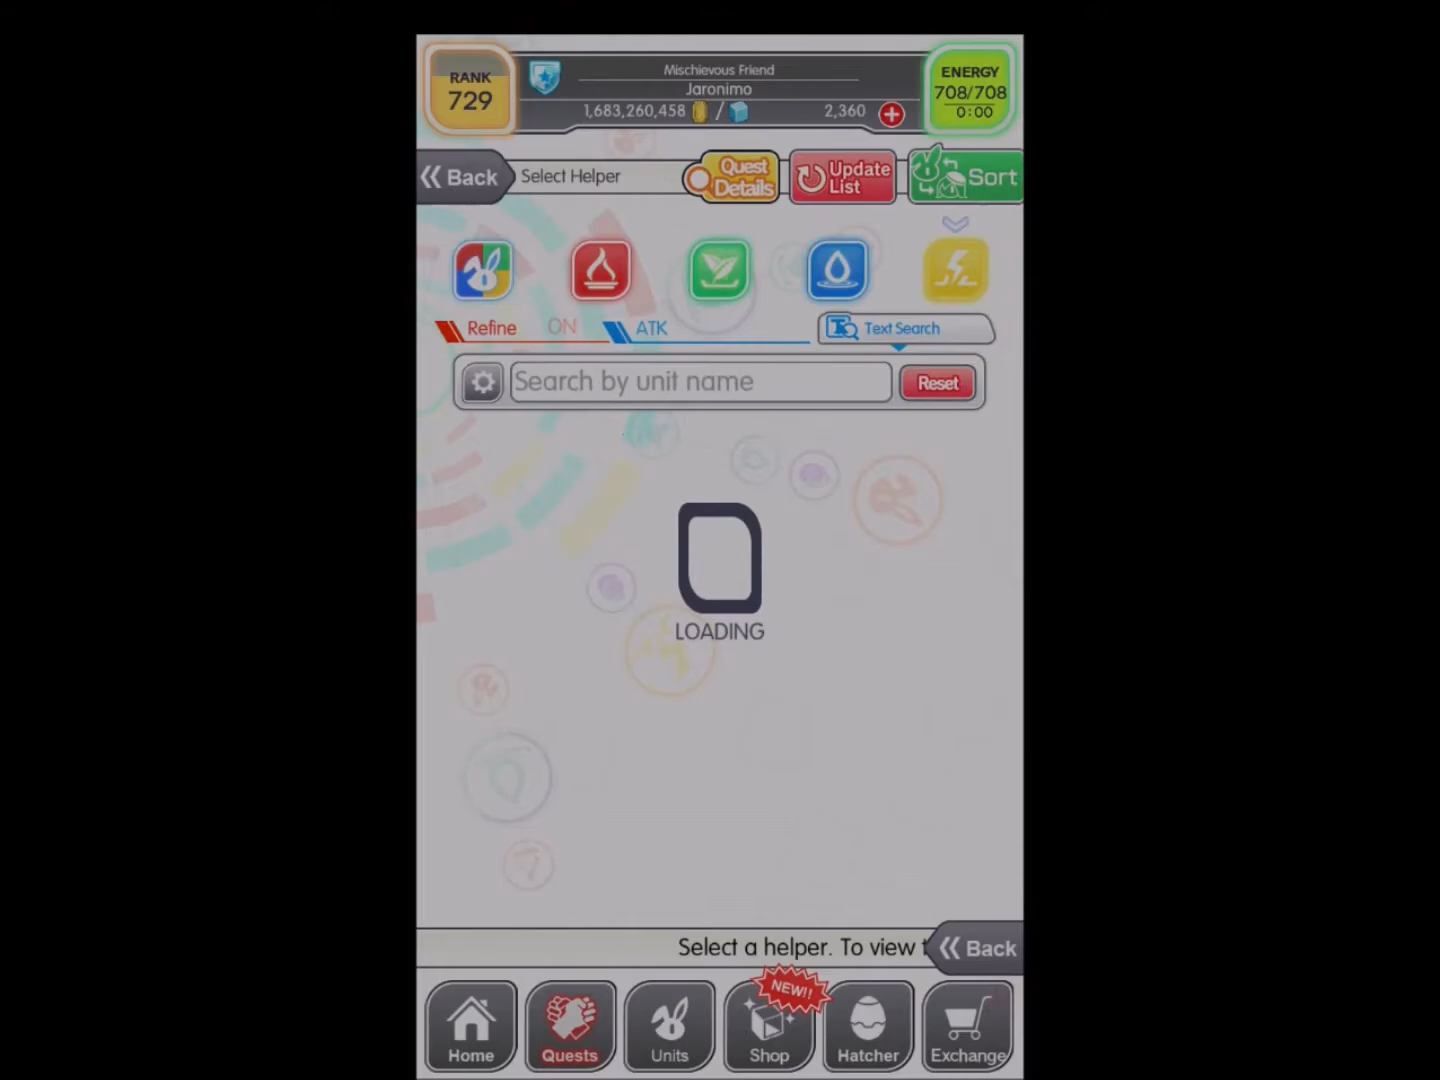 RANK
729
Mischievous Friend
Jaronimo
1,683,260,458 / 2,360
ENERGY
708/708
0:00
Back
Select Helper
Quest
Details
Update
List
Sort
Refine ON
ATK
Text Search
Search by unit name
Reset
LOADING
Select a helper. To view t
Back
NEW!!
Home
Quests
Units
Shop
Hatcher
Exchange